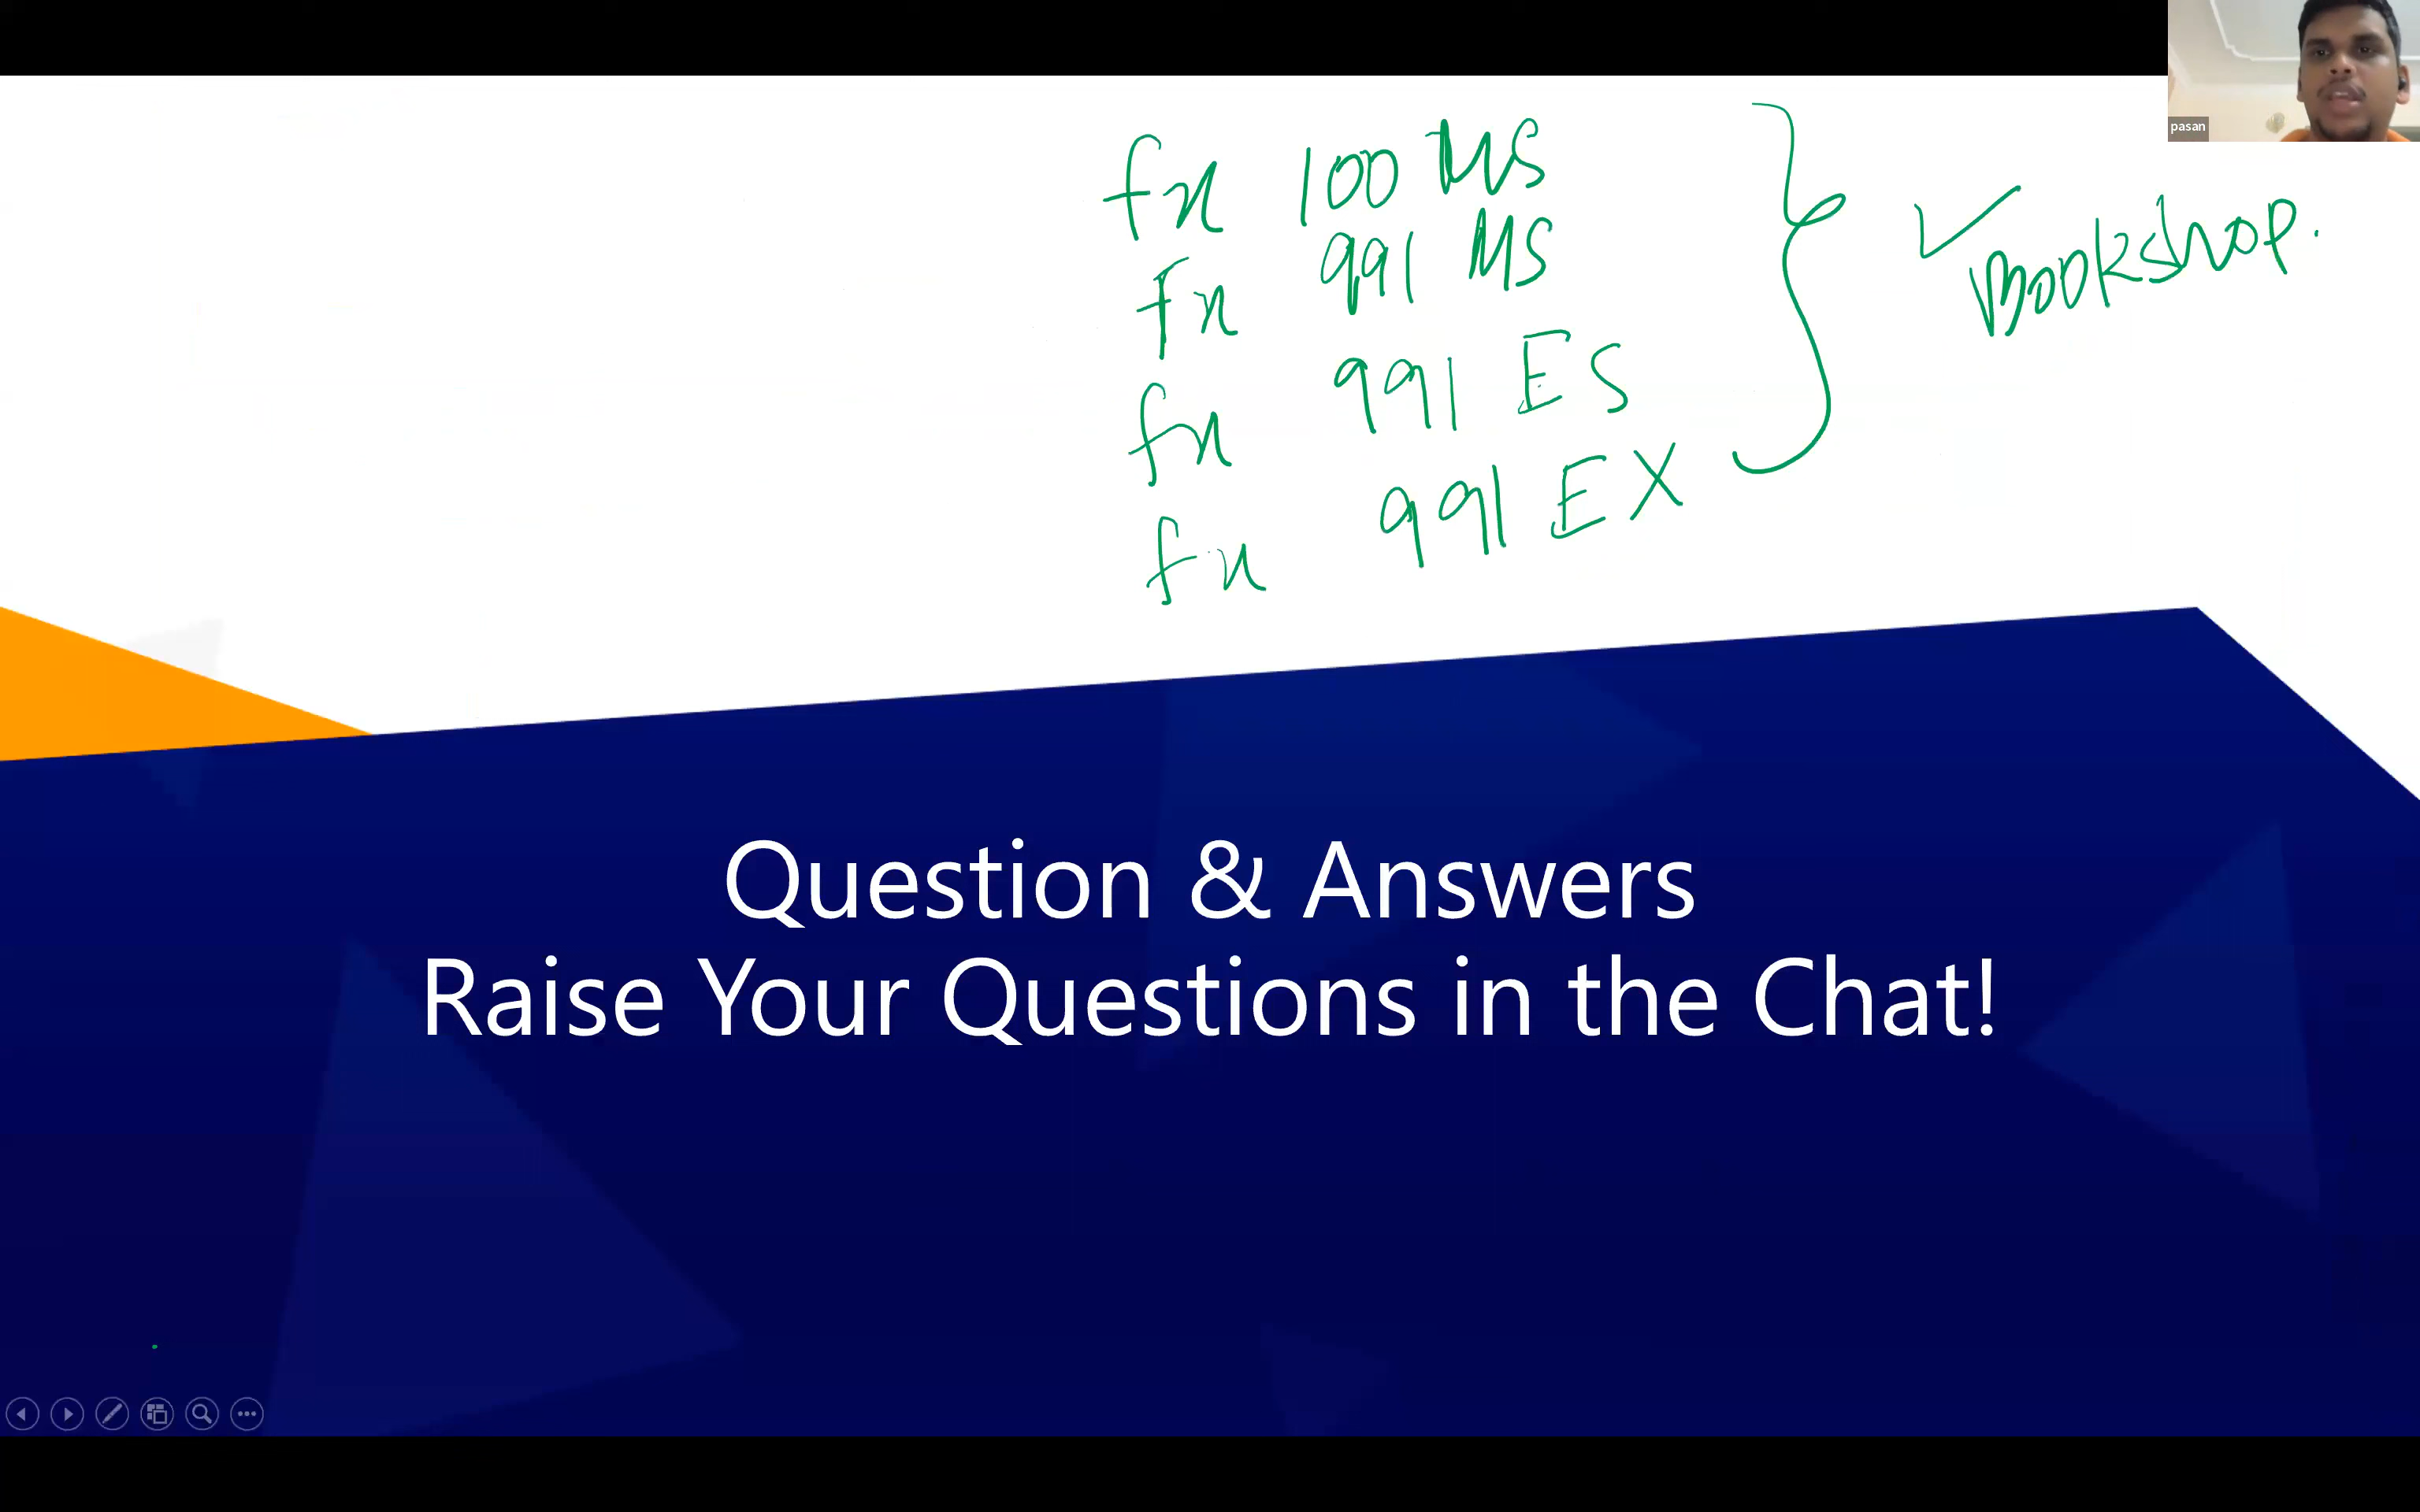 pasan
fx 100 MS
fx 991 MS
fx 991 ES
fx 991 EX
Bookshop.
Question & Answers
Raise Your Questions in the Chat!